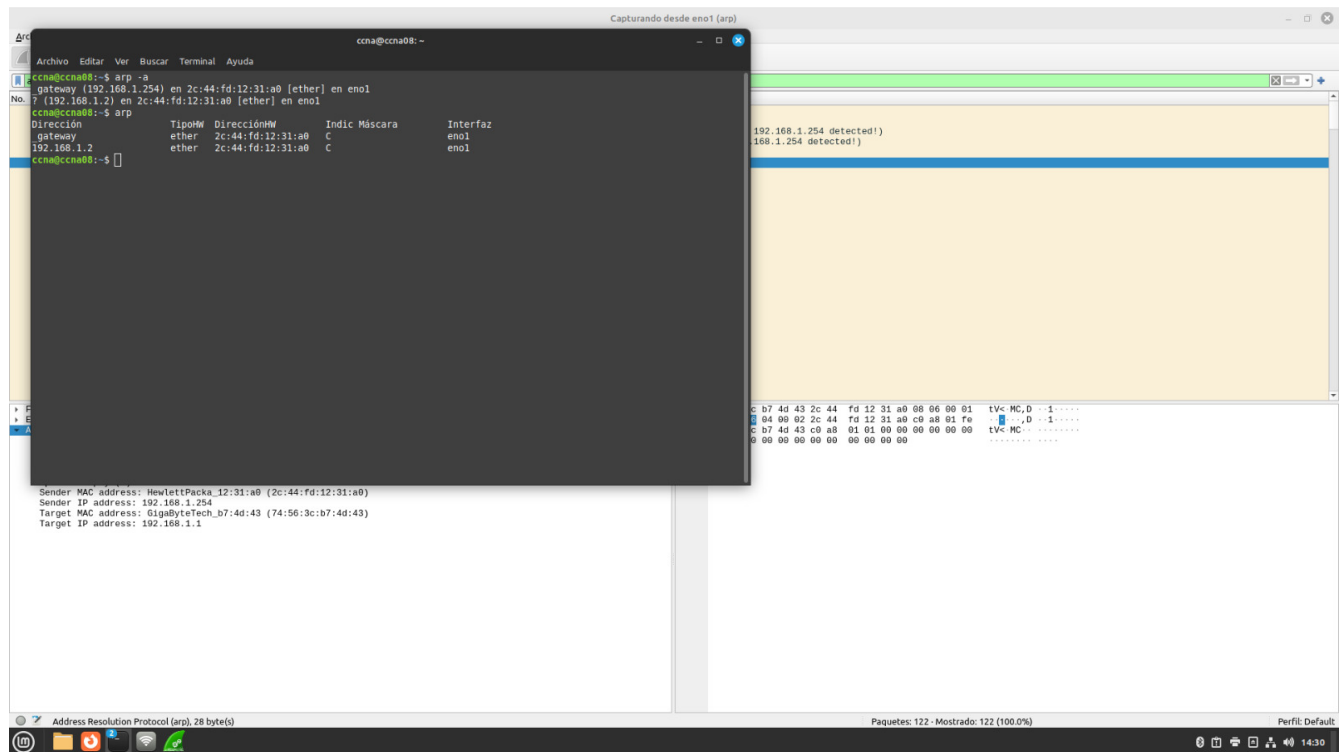 Capturando desde eno1 (arp)
ccna@ccna08: ~
Archivo Editar Ver Buscar Terminal Ayuda
ccna@ccna08:~$ arp -a
_gateway (192.168.1.254) en 2c:44:fd:12:31:a0 [ether] en eno1
? (192.168.1.2) en 2c:44:fd:12:31:a0 [ether] en eno1
ccna@ccna08:~$ arp
Dirección TipoHW DirecciónHW Indic Máscara Interfaz
_gateway ether 2c:44:fd:12:31:a0 C eno1
192.168.1.2 ether 2c:44:fd:12:31:a0 C eno1
ccna@ccna08:~$
No.
192.168.1.254 detected!)
.168.1.254 detected!)
c b7 4d 43 2c 44 fd 12 31 a0 08 06 00 01 tV<·MC,D ··1·····
04 00 02 2c 44 fd 12 31 a0 c0 a8 01 fe ,D ··1·····
c b7 4d 43 c0 a8 01 01 00 00 00 00 00 00 tV<·MC·· ········
0 00 00 00 00 00 00 00 00 00 ········ ····
Sender MAC address: HewlettPacka_12:31:a0 (2c:44:fd:12:31:a0)
Sender IP address: 192.168.1.254
Target MAC address: GigaByteTech_b7:4d:43 (74:56:3c:b7:4d:43)
Target IP address: 192.168.1.1
Address Resolution Protocol (arp), 28 byte(s)
Paquetes: 122 · Mostrado: 122 (100.0%)
Perfil: Default
2
14:30